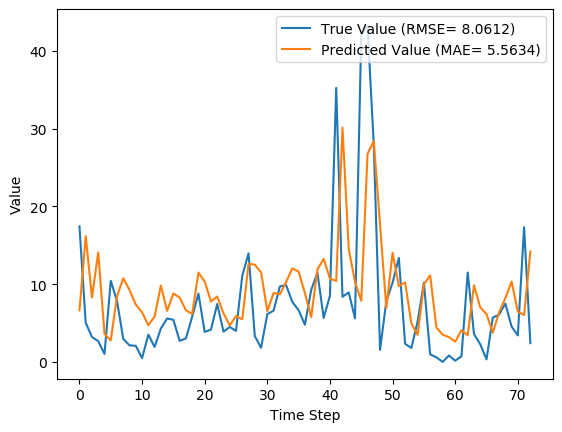 True Value (RMSE= 8.0612)
Predicted Value (MAE= 5.5634)
Value
40
30
20
10
0
0 10 20 30 40 50 60 70
Time Step